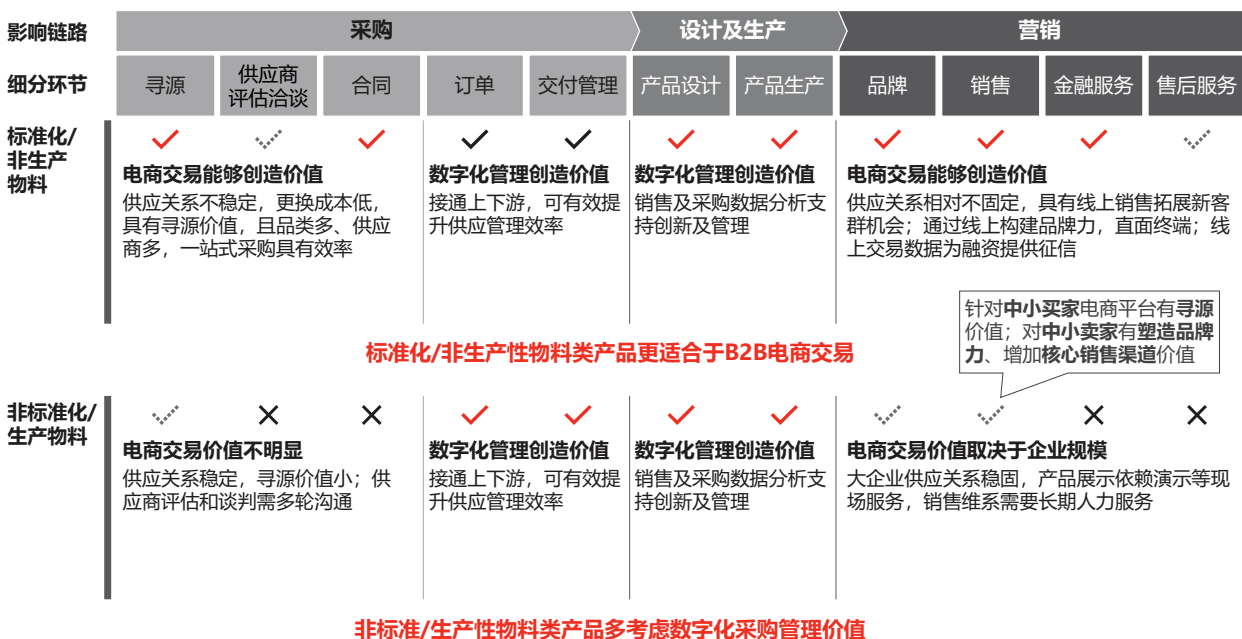 影响链路
采购
设计及生产
营销
细分环节
寻源
供应商
评估洽谈
合同
订单
交付管理
产品设计
产品生产
品牌
销售
金融服务
售后服务
标准化/
非生产
物料
电商交易能够创造价值
供应关系不稳定，更换成本低，
具有寻源价值，且品类多、供应
商多，一站式采购具有效率
数字化管理创造价值
接通上下游，可有效提
升供应管理效率
数字化管理创造价值
销售及采购数据分析支
持创新及管理
电商交易能够创造价值
供应关系相对不固定，具有线上销售拓展新客
群机会；通过线上构建品牌力，直面终端；线
上交易数据为融资提供征信
针对中小买家电商平台有寻源
价值；对中小卖家有塑造品牌
力、增加核心销售渠道价值
标准化/非生产性物料类产品更适合于B2B电商交易
非标准化/
生产物料
电商交易价值不明显
供应关系稳定，寻源价值小；供
应商评估和谈判需多轮沟通
数字化管理创造价值
接通上下游，可有效提
升供应管理效率
数字化管理创造价值
销售及采购数据分析支
持创新及管理
电商交易价值取决于企业规模
大企业供应关系稳固，产品展示依赖演示等现
场服务，销售维系需要长期人力服务
非标准/生产性物料类产品多考虑数字化采购管理价值